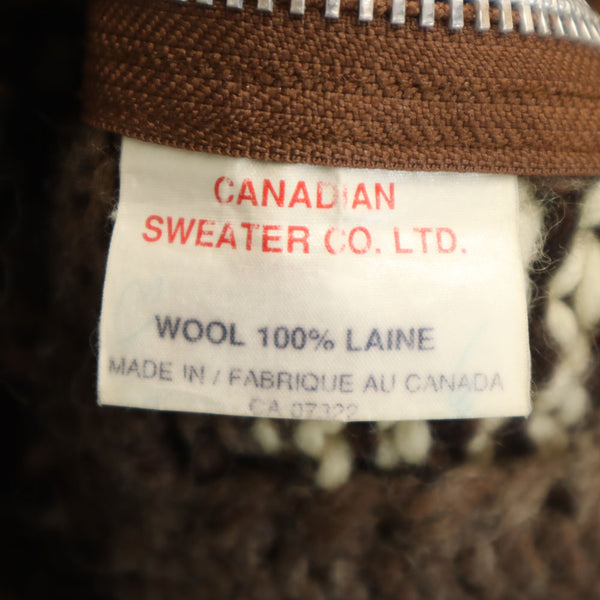 CANADIAN
SWEATER CO. LTD.
WOOL 100% LAINE
MADE IN / FABRIQUE AU CANADA
CA 07322